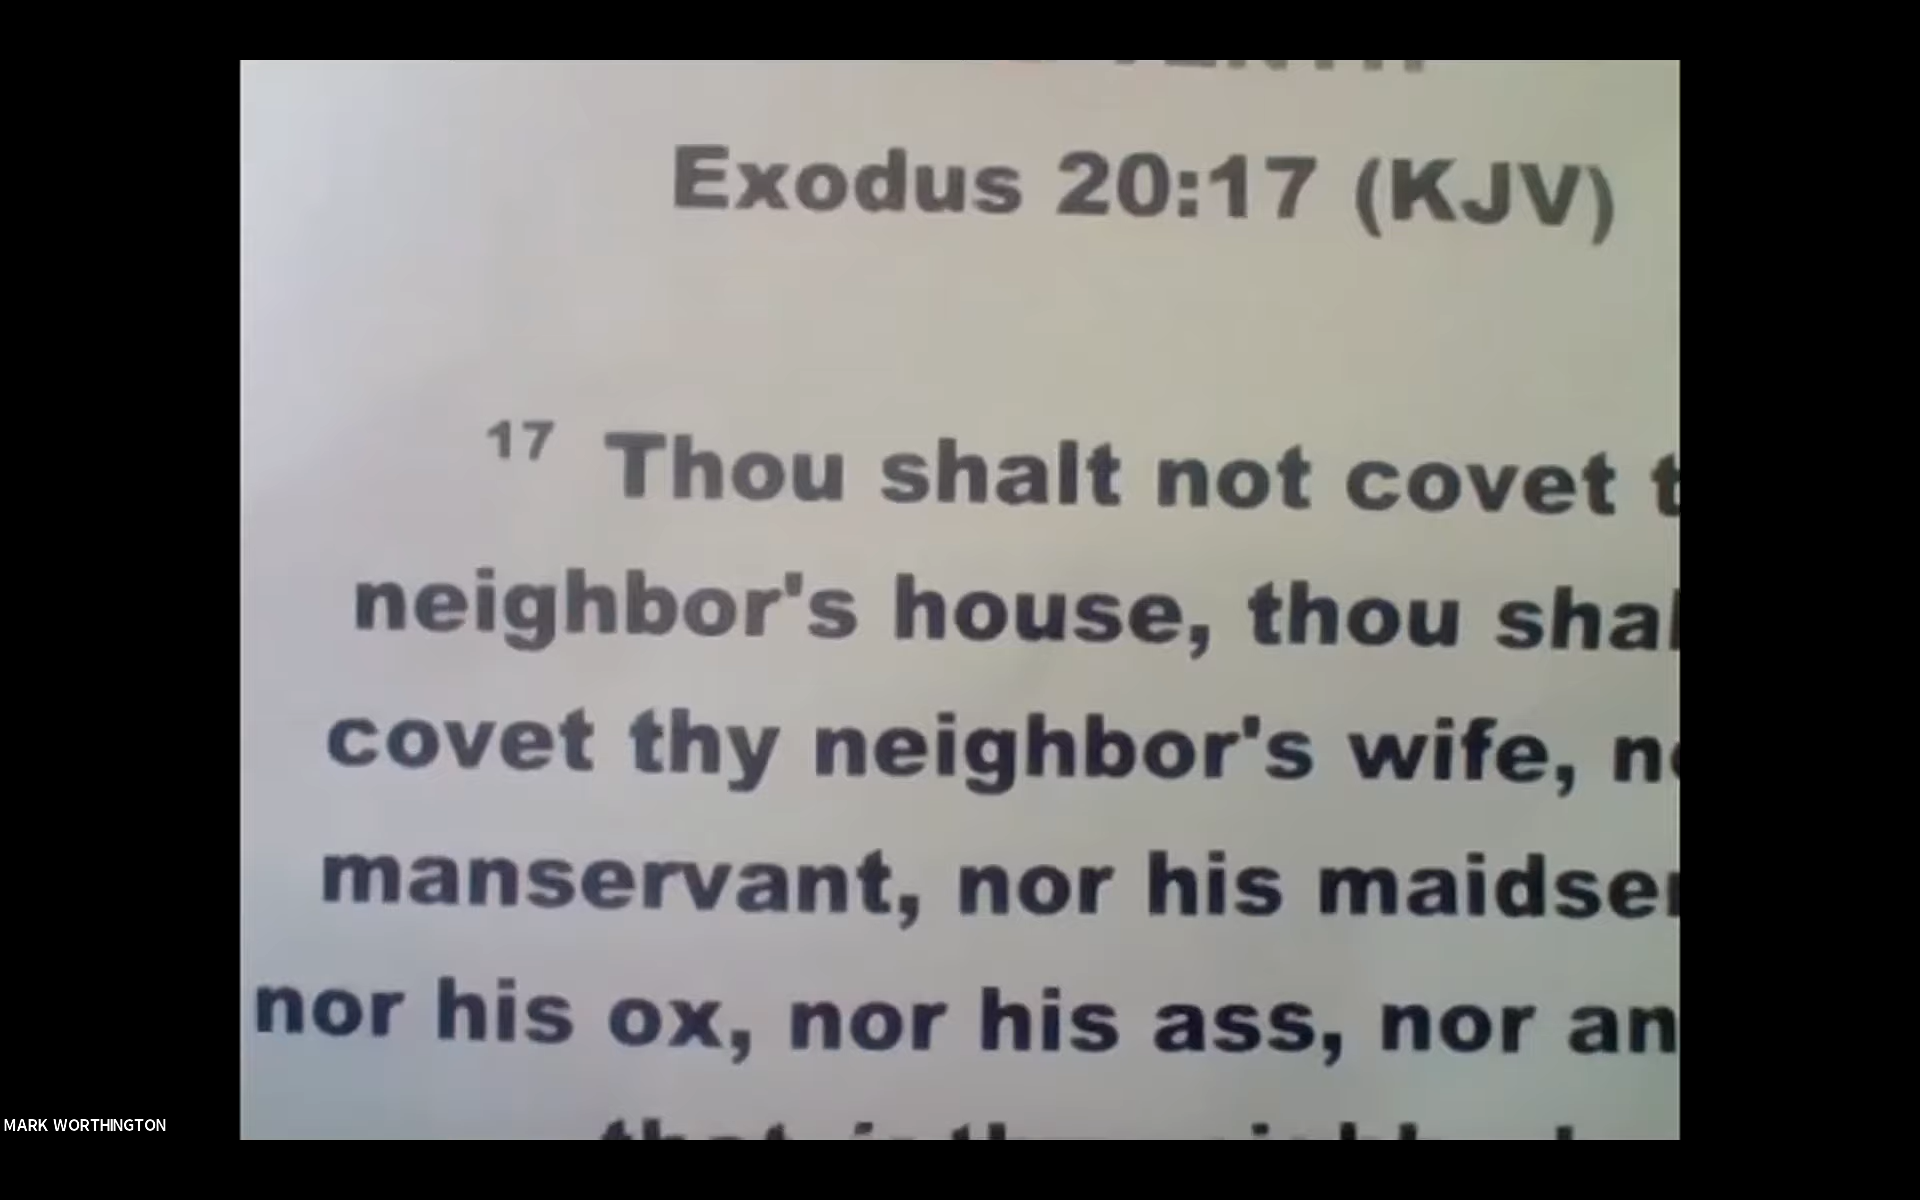 Exodus 20:17 (KJV)
17 Thou shalt not covet
neighbor's house, thou
covet thy neighbor's wife,
manservant, nor his
nor his ox, nor his ass, nor
MARK WORTHINGTON